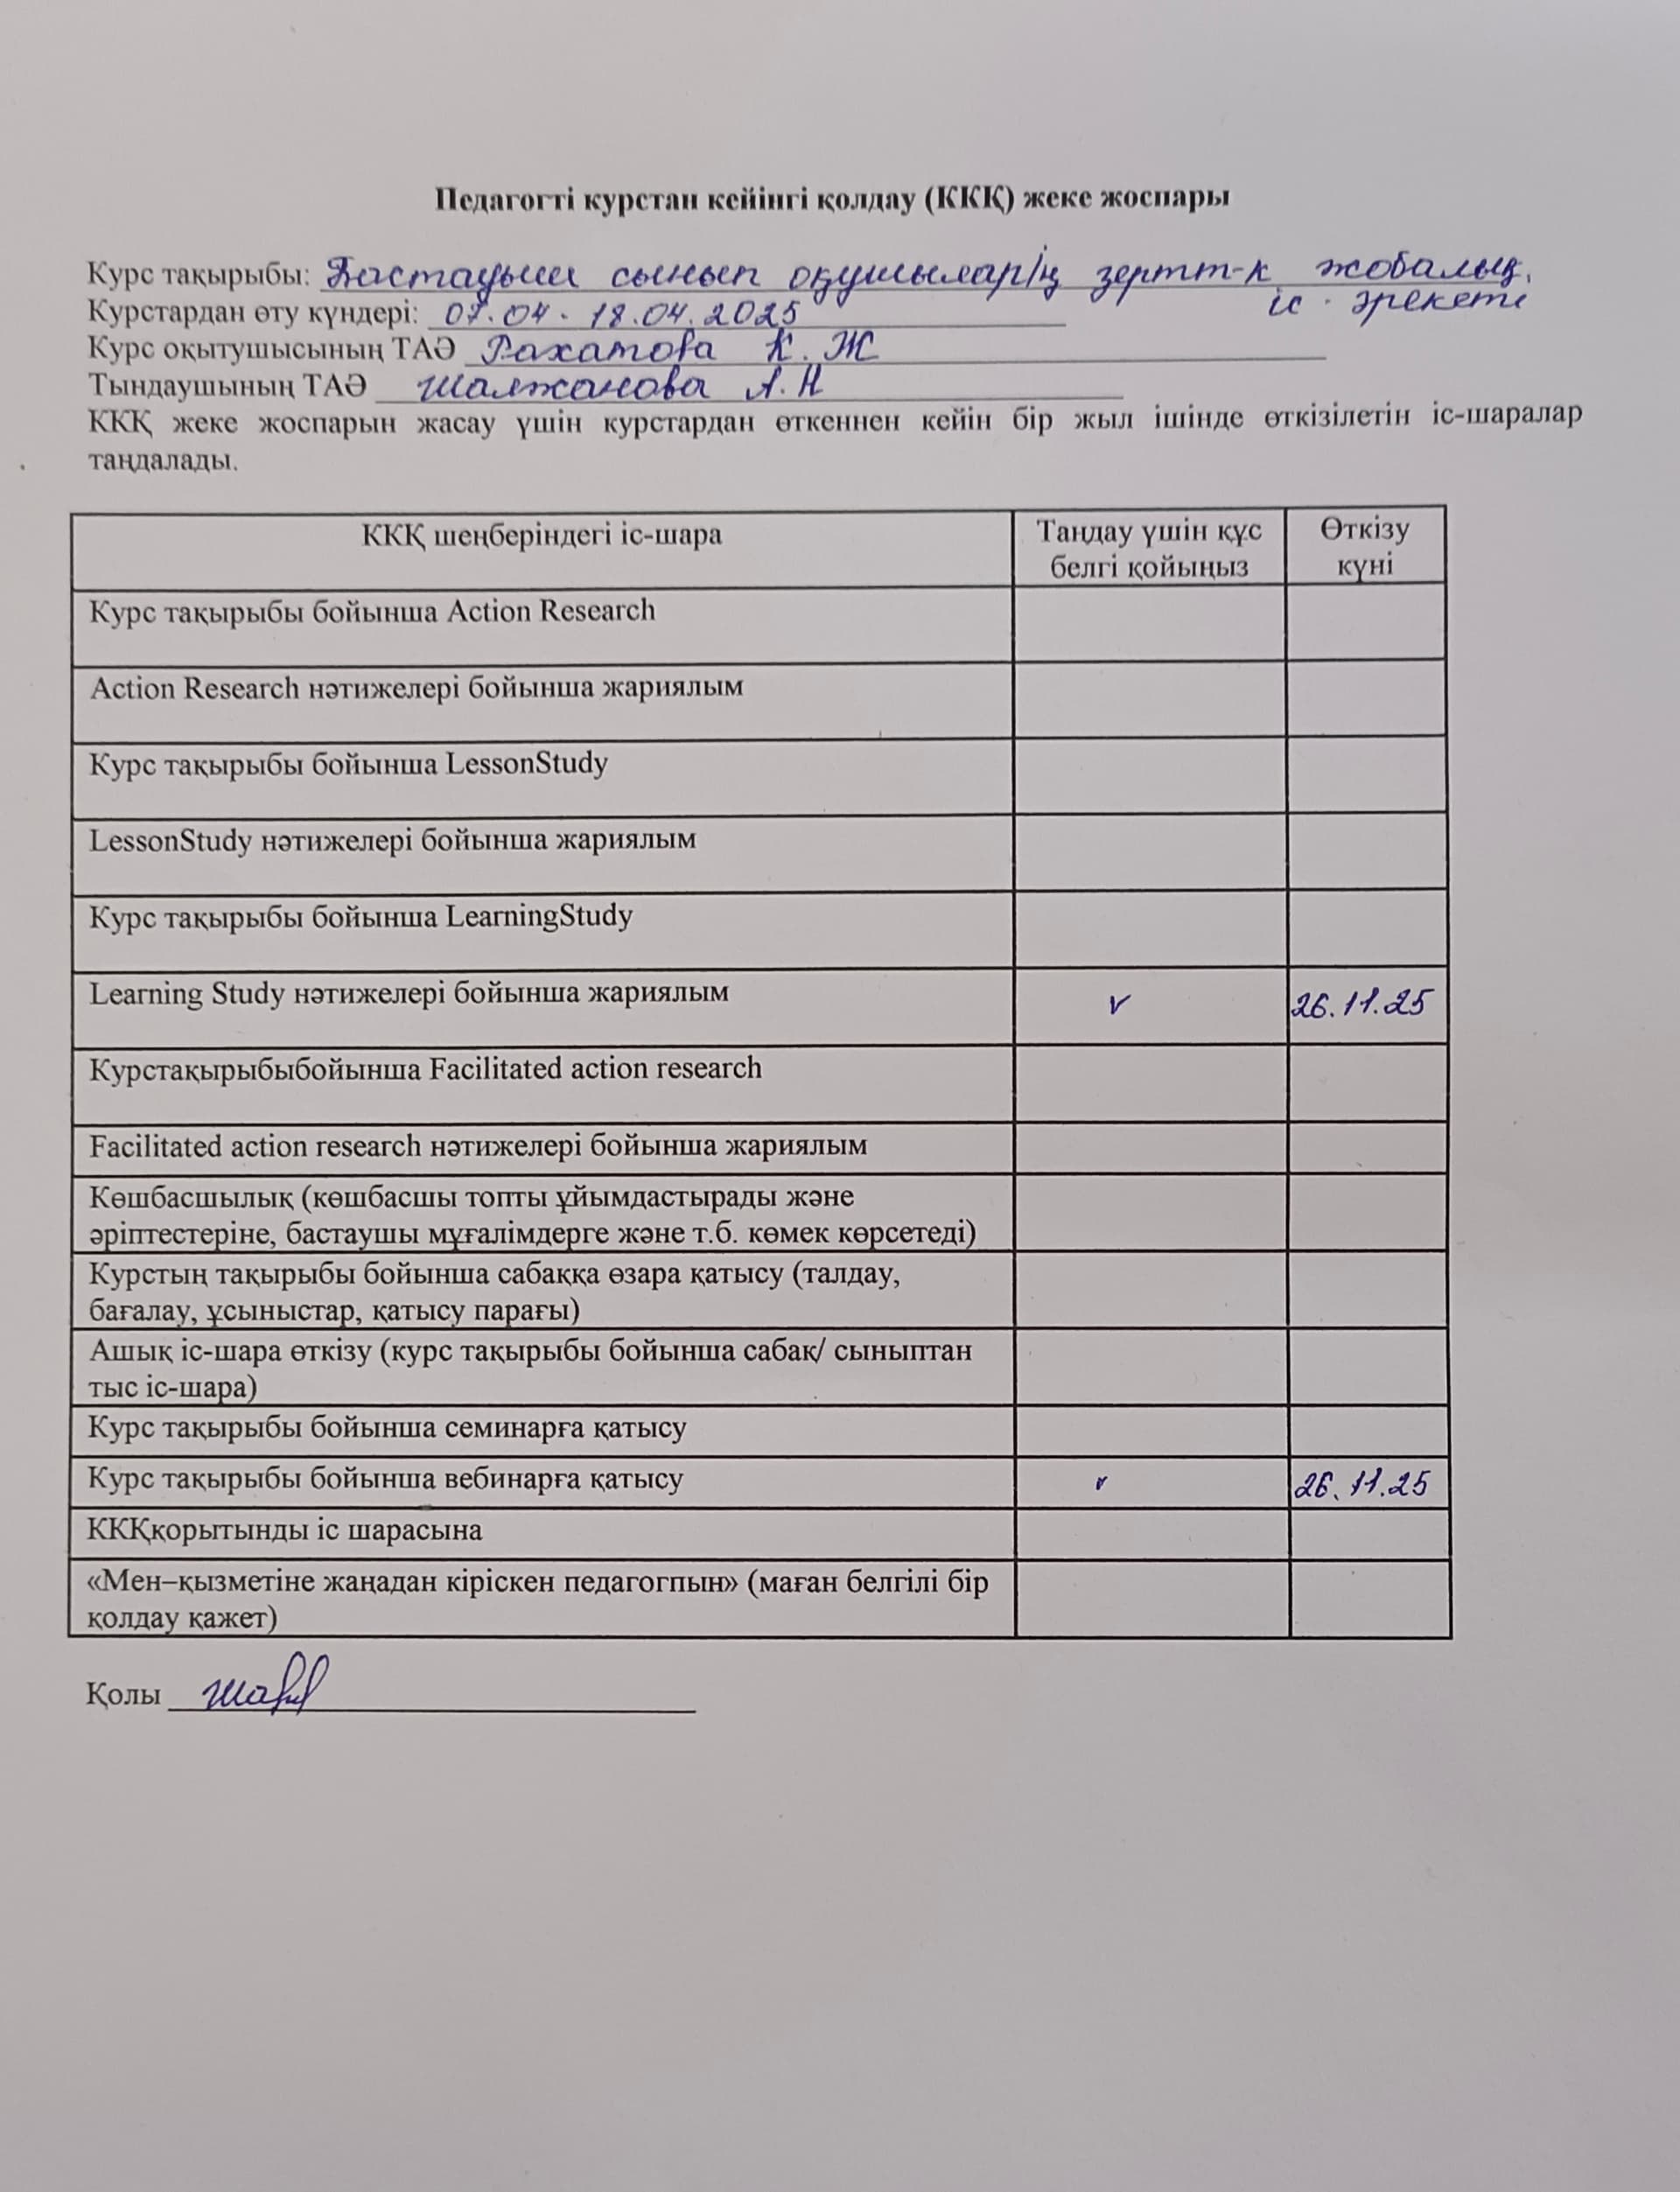 Педагогті курстан кейінгі қолдау (ККҚ) жеке жоспары
Курс тақырыбы: Бастауыш сынып оқушылар/ің зертт-к жобалық
іс - әрекеті
Курстардан өту күндері: 07.04 - 18.04.2025
Курс оқытушысының ТАӘ Рахатова К. Ж
Тындаушының ТАӘ Шалжанова А. Н
ККҚ жеке жоспарын жасау үшін курстардан өткеннен кейін бір жыл ішінде өткізілетін іс-шаралар
таңдалады.
ККҚ шеңберіндегі іс-шара Таңдау үшін құс белгі қойыңыз Өткізу күні
Курс тақырыбы бойынша Action Research
Action Research нәтижелері бойынша жариялым
Курс тақырыбы бойынша LessonStudy
LessonStudy нәтижелері бойынша жариялым
Курс тақырыбы бойынша LearningStudy
Learning Study нәтижелері бойынша жариялым v 26.11.25
Курстақырыбыбойынша Facilitated action research
Facilitated action research нәтижелері бойынша жариялым
Көшбасшылық (көшбасшы топты ұйымдастырады және
әріптестеріне, бастаушы мұғалімдерге және т.б. көмек көрсетеді)
Курстың тақырыбы бойынша сабаққа өзара қатысу (талдау,
бағалау, ұсыныстар, қатысу парағы)
Ашық іс-шара өткізу (курс тақырыбы бойынша сабақ/ сыныптан
тыс іс-шара)
Курс тақырыбы бойынша семинарға қатысу
Курс тақырыбы бойынша вебинарға қатысу v 26.11.25
ККҚқорытынды іс шарасына
«Мен–қызметіне жаңадан кіріскен педагогпын» (маған белгілі бір
қолдау қажет)
Қолы